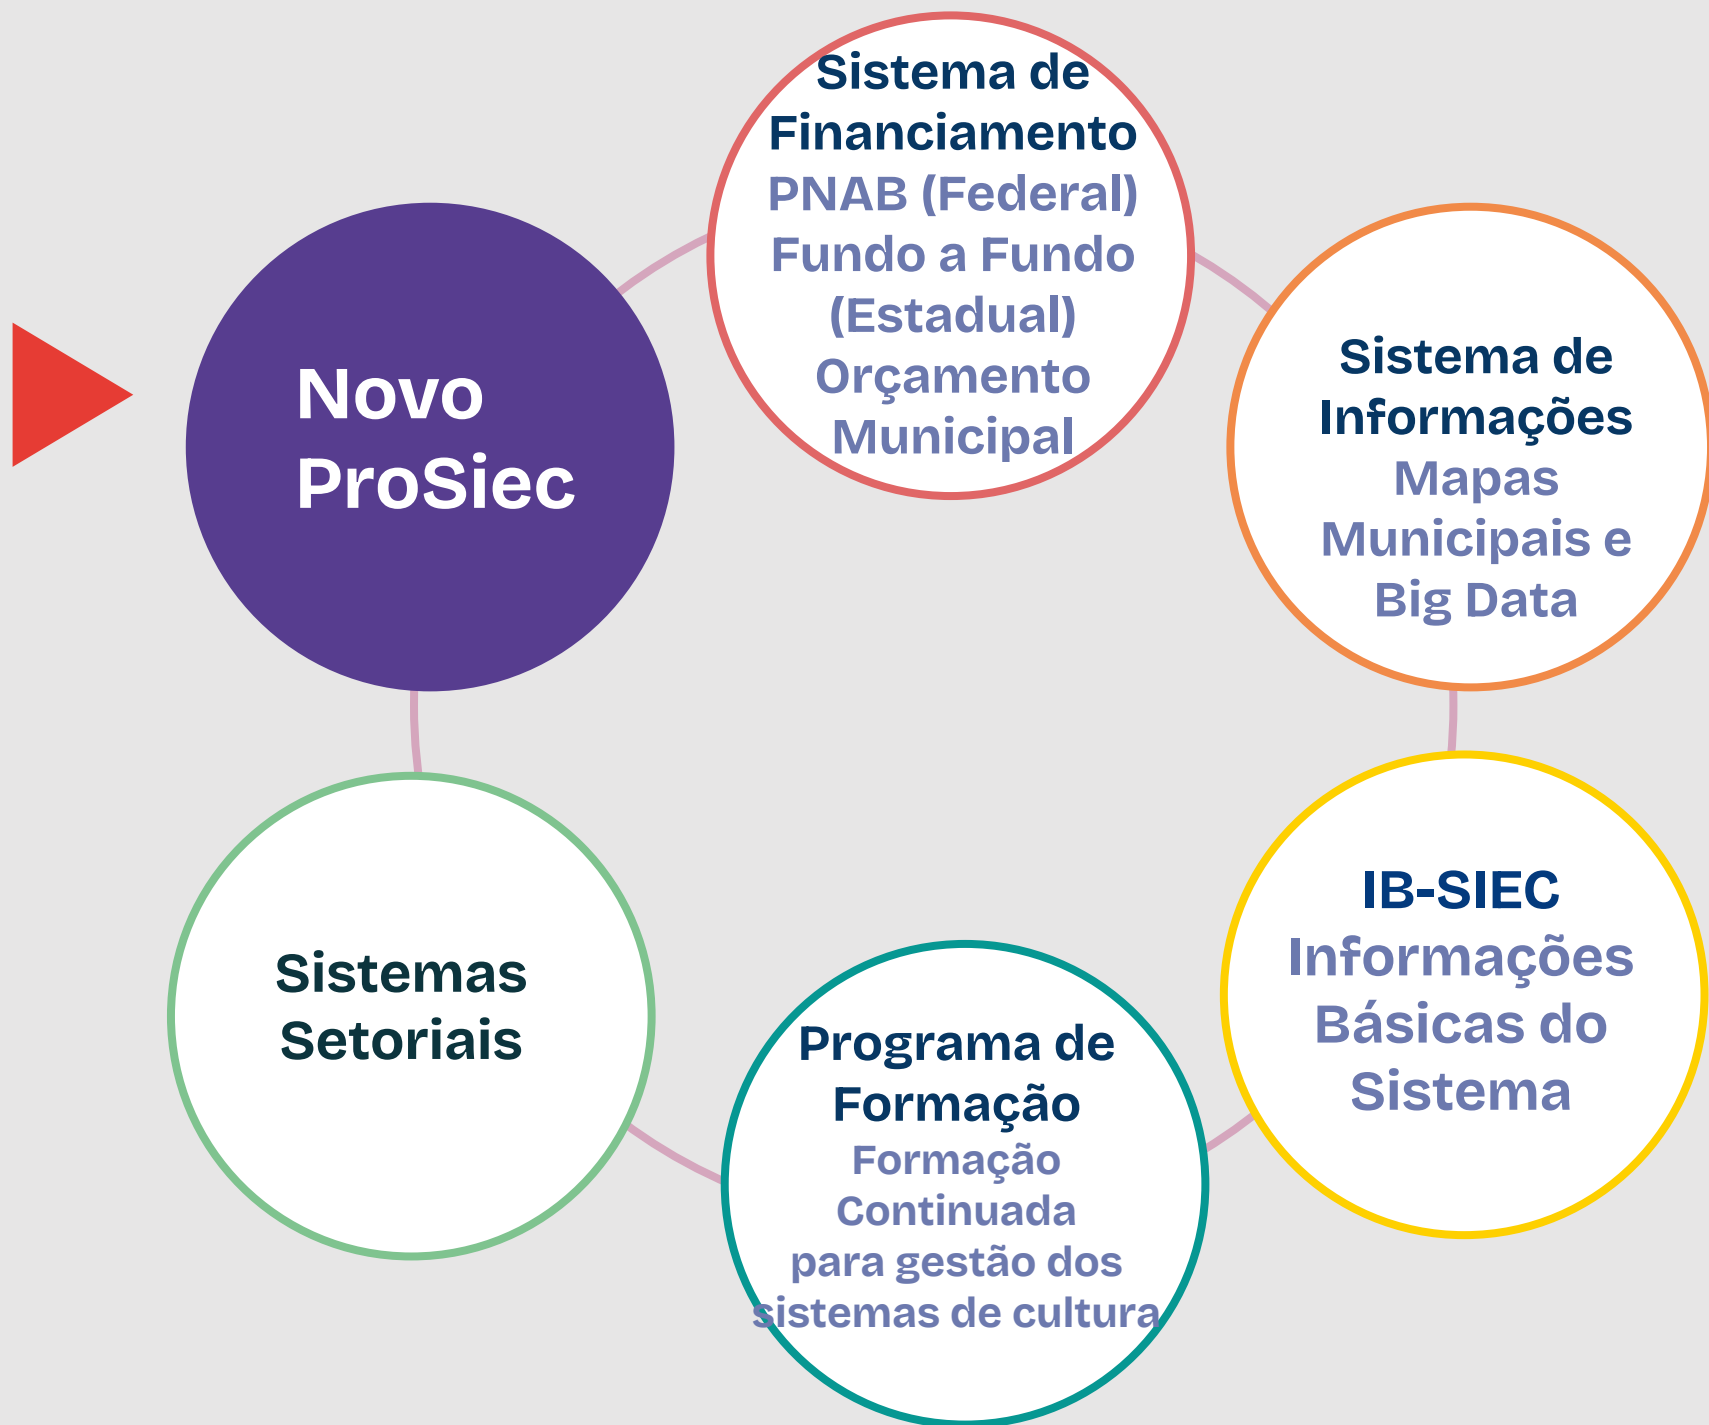 Novo
ProSiec
Sistema de
Financiamento
PNAB (Federal)
Fundo a Fundo
(Estadual)
Orçamento
Municipal
Sistema de
Informações
Mapas
Municipais e
Big Data
IB-SIEC
Informações
Básicas do
Sistema
Programa de
Formação
Formação
Continuada
para gestão dos
sistemas de cultura
Sistemas
Setoriais